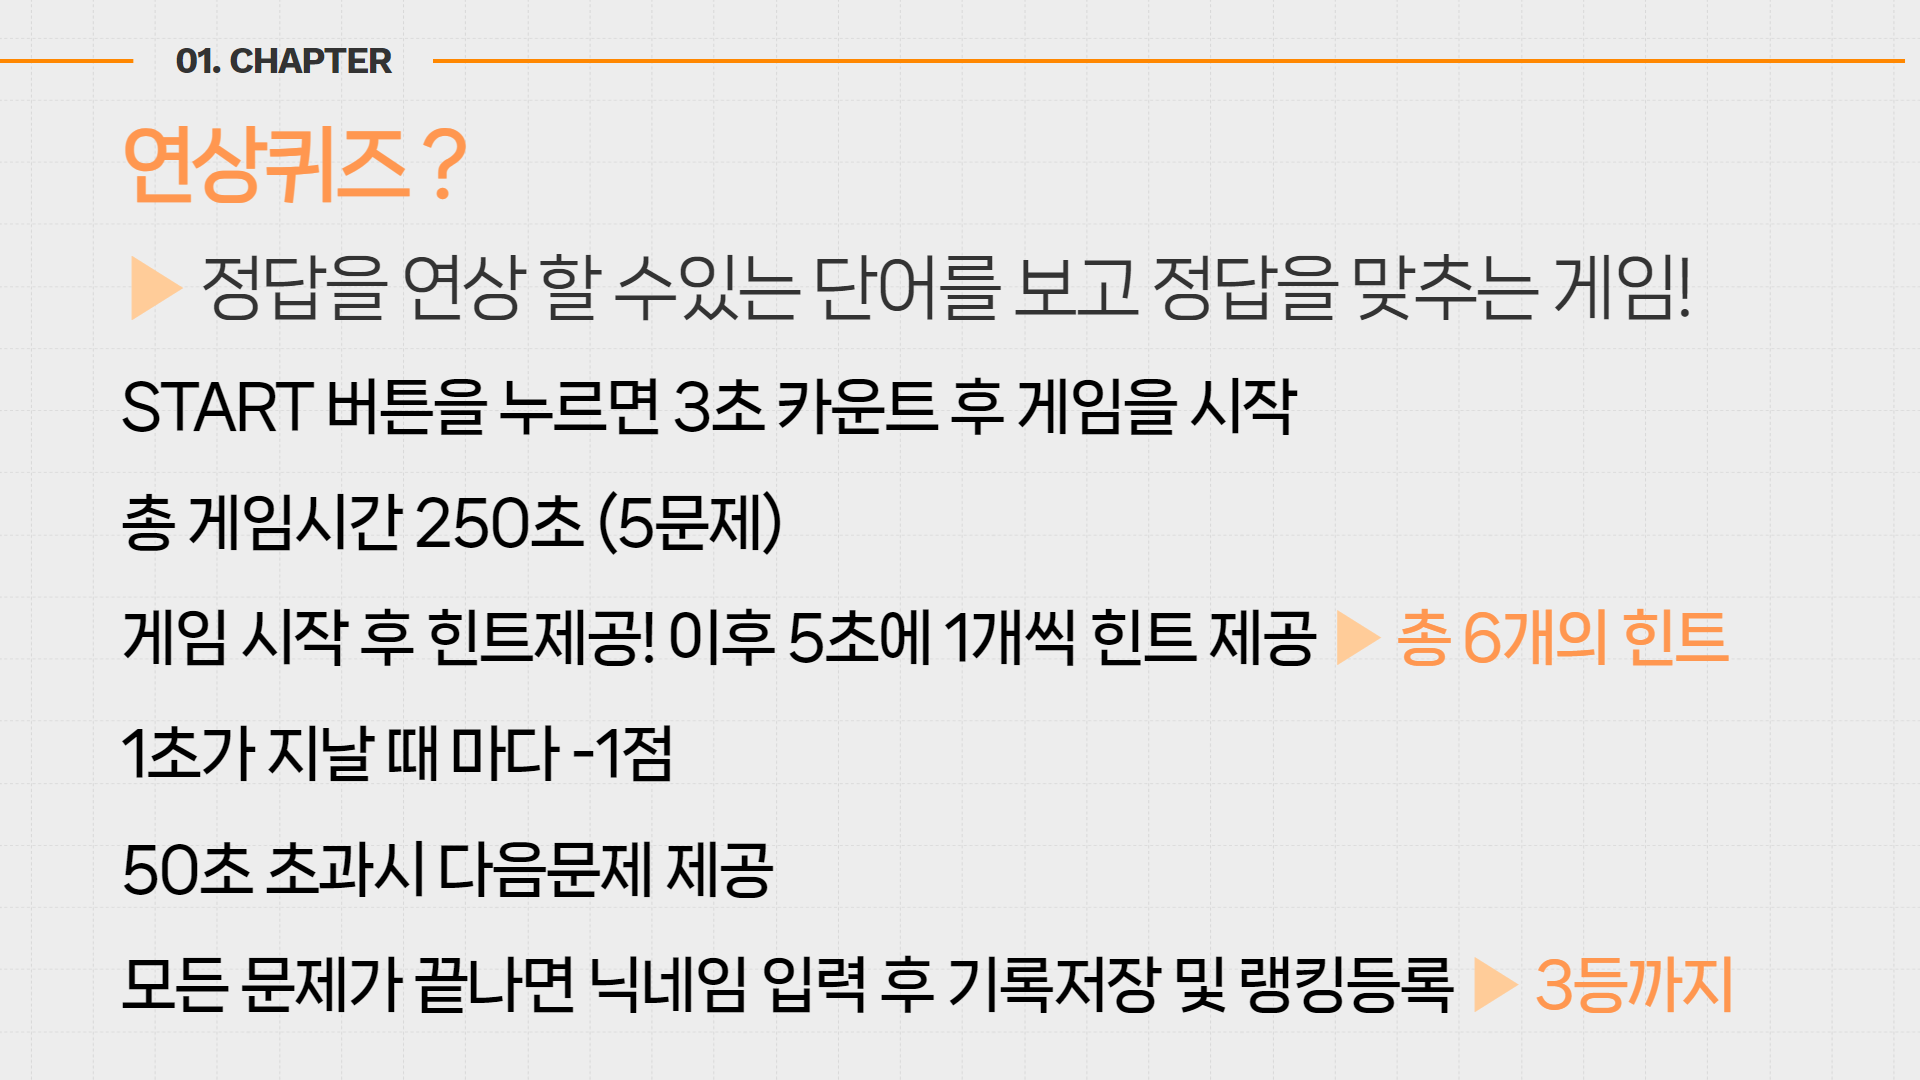 01. CHAPTER
연상퀴즈 ?
▶ 정답을 연상 할 수있는 단어를 보고 정답을 맞추는 게임!
START 버튼을 누르면 3초 카운트 후 게임을 시작
총 게임시간 250초 (5문제)
게임 시작 후 힌트제공! 이후 5초에 1개씩 힌트 제공 ▶ 총 6개의 힌트
1초가 지날 때 마다 -1점
50초 초과시 다음문제 제공
모든 문제가 끝나면 닉네임 입력 후 기록저장 및 랭킹등록 ▶ 3등까지